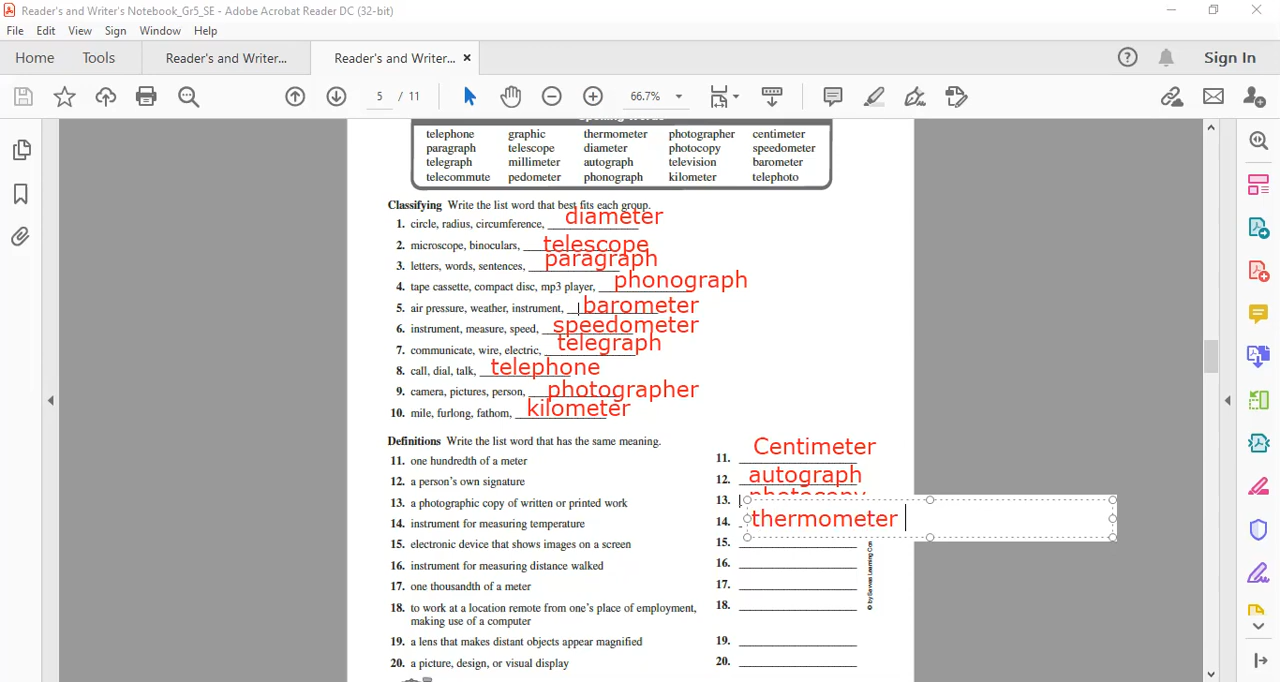 Reader's and Writer's Notebook_Gr5_SE - Adobe Acrobat Reader DC (32-bit)
File Edit View Sign Window Help
Home Tools Reader's and Writer... Reader's and Writer... × Sign In
5 / 11 66.7%
Spelling Words
telephone graphic thermometer photographer centimeter
paragraph telescope diameter photocopy speedometer
telegraph millimeter autograph television barometer
telecommute pedometer phonograph kilometer telephoto
Classifying Write the list word that best fits each group.
1. circle, radius, circumference, diameter
2. microscope, binoculars, telescope
3. letters, words, sentences, paragraph
4. tape cassette, compact disc, mp3 player, phonograph
5. air pressure, weather, instrument, barometer
6. instrument, measure, speed, speedometer
7. communicate, wire, electric, telegraph
8. call, dial, talk, telephone
9. camera, pictures, person, photographer
10. mile, furlong, fathom, kilometer
Definitions Write the list word that has the same meaning.
11. one hundredth of a meter 11. Centimeter
12. a person's own signature 12. autograph
13. a photographic copy of written or printed work 13. photocopy
14. instrument for measuring temperature 14. thermometer
15. electronic device that shows images on a screen 15.
16. instrument for measuring distance walked 16.
17. one thousandth of a meter 17.
18. to work at a location remote from one's place of employment, 18.
making use of a computer
19. a lens that makes distant objects appear magnified 19.
20. a picture, design, or visual display 20.